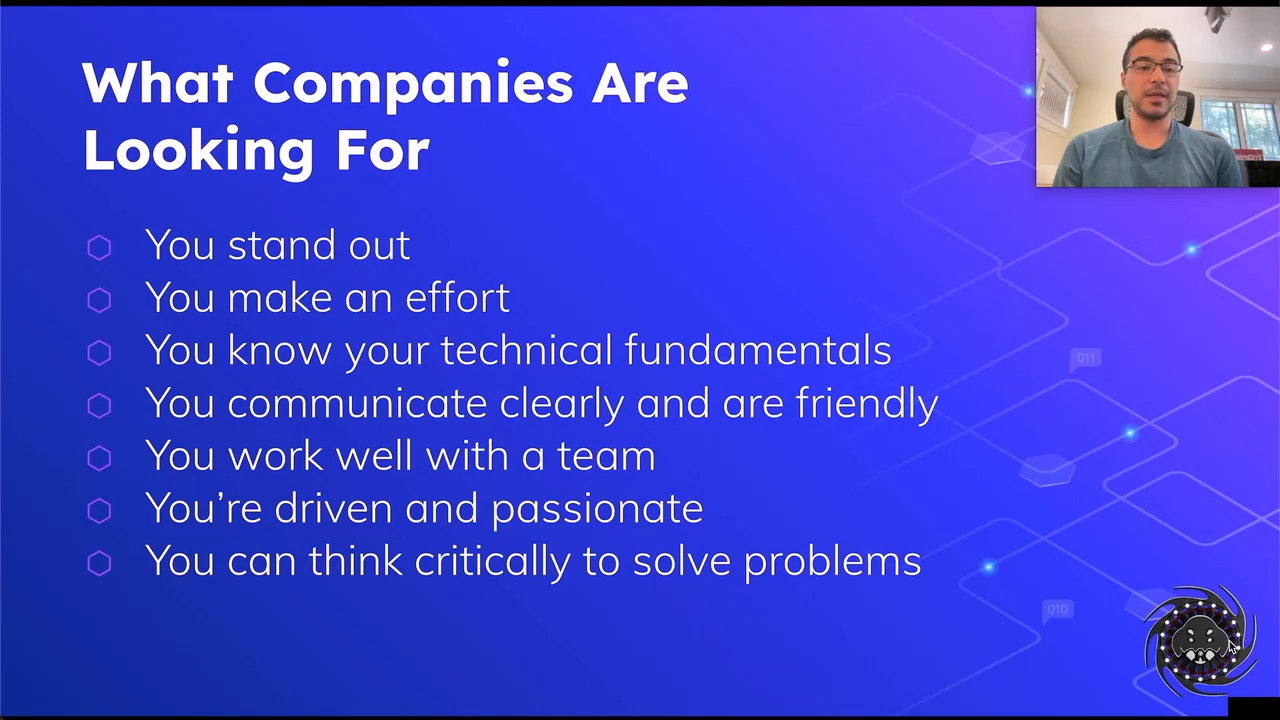 What Companies Are
Looking For
You stand out
You make an effort
You know your technical fundamentals
You communicate clearly and are friendly
You work well with a team
You’re driven and passionate
You can think critically to solve problems
011
010